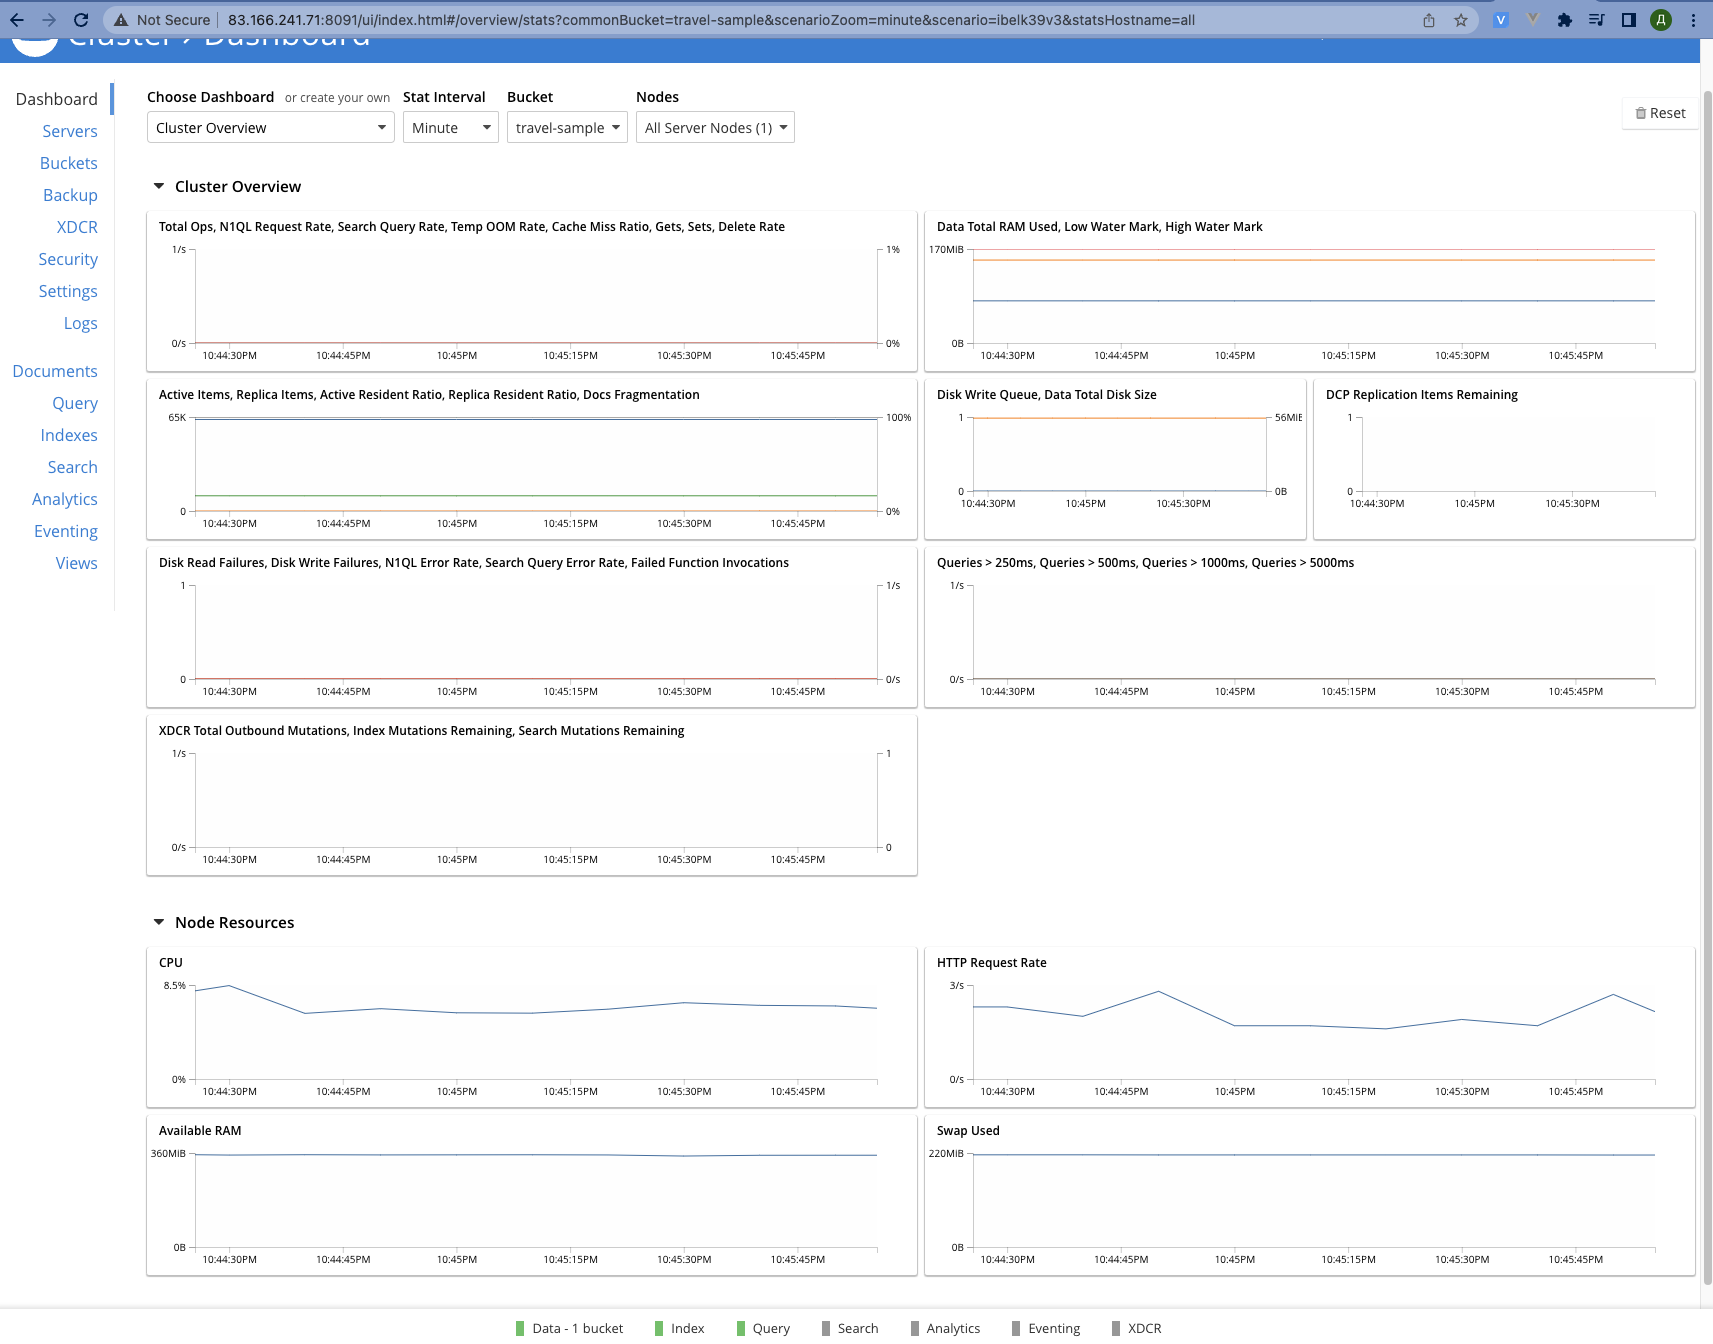 Not Secure 83.166.241.71:8091/ui/index.html#/overview/stats?commonBucket=travel-sample&scenarioZoom=minute&scenario=ibelk39v3&statsHostname=all
V
Д
Cluster › Dashboard
Dashboard
Servers
Buckets
Backup
XDCR
Security
Settings
Logs
Documents
Query
Indexes
Search
Analytics
Eventing
Views
Choose Dashboard or create your own Stat Interval Bucket Nodes
Cluster Overview Minute travel-sample All Server Nodes (1)
Reset
Cluster Overview
Total Ops, N1QL Request Rate, Search Query Rate, Temp OOM Rate, Cache Miss Ratio, Gets, Sets, Delete Rate
1/s 1%
0/s 0%
10:44:30PM 10:44:45PM 10:45PM 10:45:15PM 10:45:30PM 10:45:45PM
Data Total RAM Used, Low Water Mark, High Water Mark
170MiB
0B
10:44:30PM 10:44:45PM 10:45PM 10:45:15PM 10:45:30PM 10:45:45PM
Active Items, Replica Items, Active Resident Ratio, Replica Resident Ratio, Docs Fragmentation
65K 100%
0 0%
10:44:30PM 10:44:45PM 10:45PM 10:45:15PM 10:45:30PM 10:45:45PM
Disk Write Queue, Data Total Disk Size
1 56MiB
0 0B
10:44:30PM 10:45PM 10:45:30PM
DCP Replication Items Remaining
1
0
10:44:30PM 10:45PM 10:45:30PM
Disk Read Failures, Disk Write Failures, N1QL Error Rate, Search Query Error Rate, Failed Function Invocations
1 1/s
0 0/s
10:44:30PM 10:44:45PM 10:45PM 10:45:15PM 10:45:30PM 10:45:45PM
Queries > 250ms, Queries > 500ms, Queries > 1000ms, Queries > 5000ms
1/s
0/s
10:44:30PM 10:44:45PM 10:45PM 10:45:15PM 10:45:30PM 10:45:45PM
XDCR Total Outbound Mutations, Index Mutations Remaining, Search Mutations Remaining
1/s 1
0/s 0
10:44:30PM 10:44:45PM 10:45PM 10:45:15PM 10:45:30PM 10:45:45PM
Node Resources
CPU
8.5%
0%
10:44:30PM 10:44:45PM 10:45PM 10:45:15PM 10:45:30PM 10:45:45PM
HTTP Request Rate
3/s
0/s
10:44:30PM 10:44:45PM 10:45PM 10:45:15PM 10:45:30PM 10:45:45PM
Available RAM
360MiB
0B
10:44:30PM 10:44:45PM 10:45PM 10:45:15PM 10:45:30PM 10:45:45PM
Swap Used
220MiB
0B
10:44:30PM 10:44:45PM 10:45PM 10:45:15PM 10:45:30PM 10:45:45PM
Data - 1 bucket Index Query Search Analytics Eventing XDCR